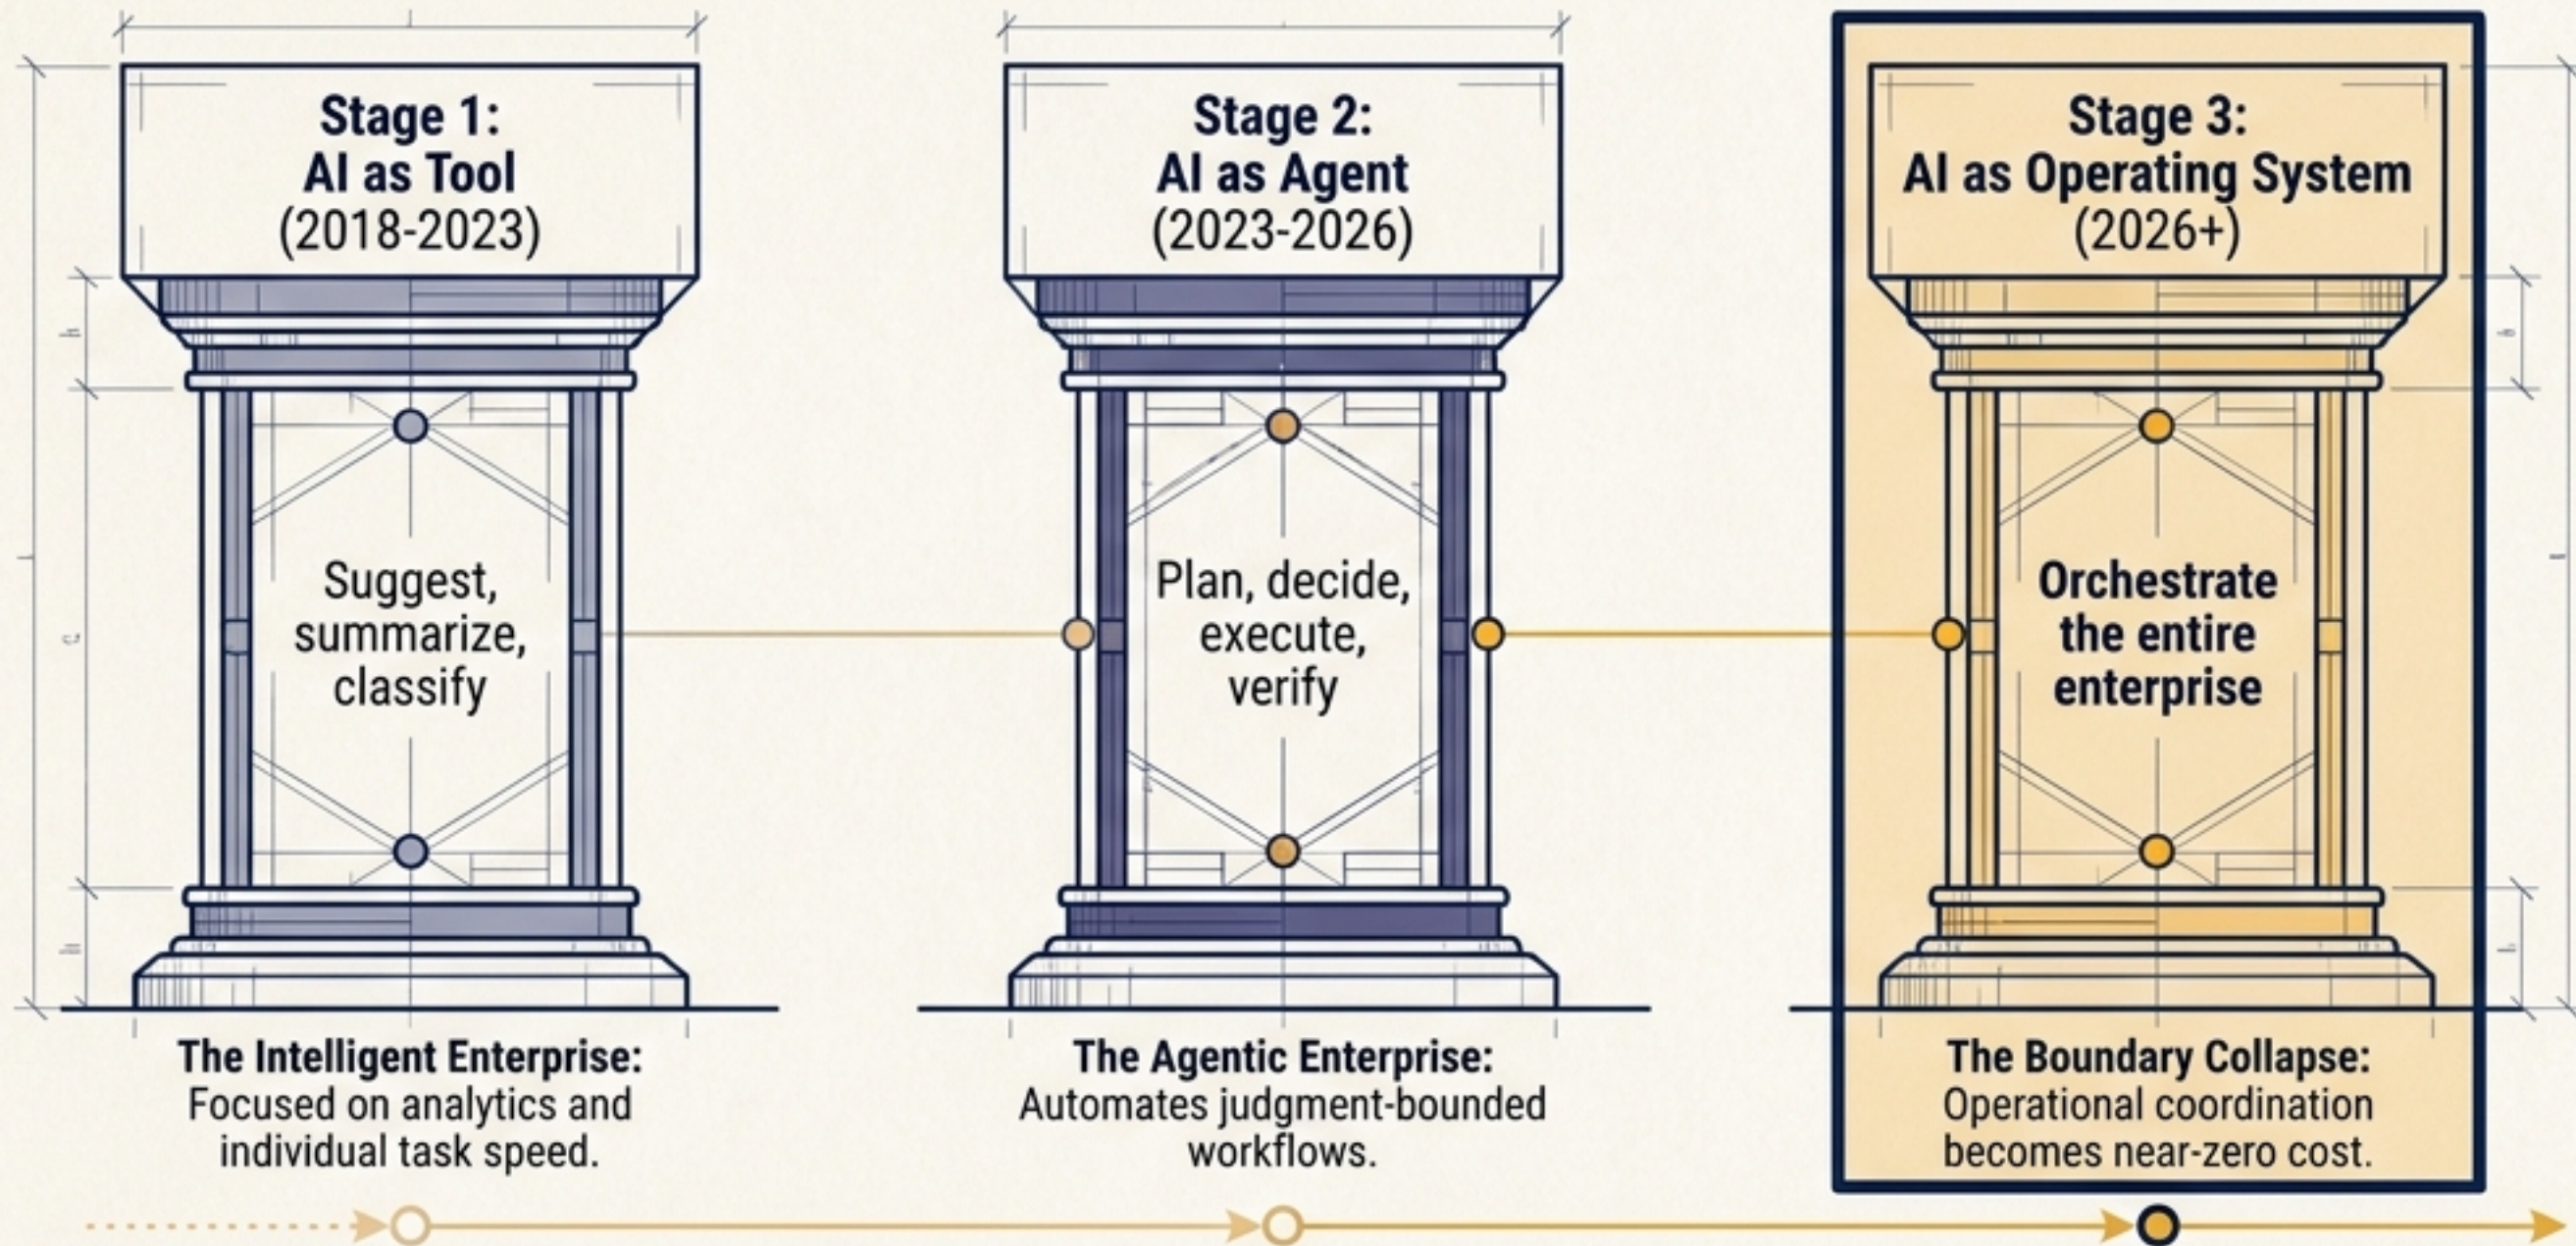 Stage 1:
AI as Tool
(2018-2023)
Suggest,
summarize,
classify
The Intelligent Enterprise:
Focused on analytics and
individual task speed.
Stage 2:
AI as Agent
(2023-2026)
Plan, decide,
execute,
verify
The Agentic Enterprise:
Automates judgment-bounded
workflows.
Stage 3:
AI as Operating System
(2026+)
Orchestrate
the entire
enterprise
The Boundary Collapse:
Operational coordination
becomes near-zero cost.